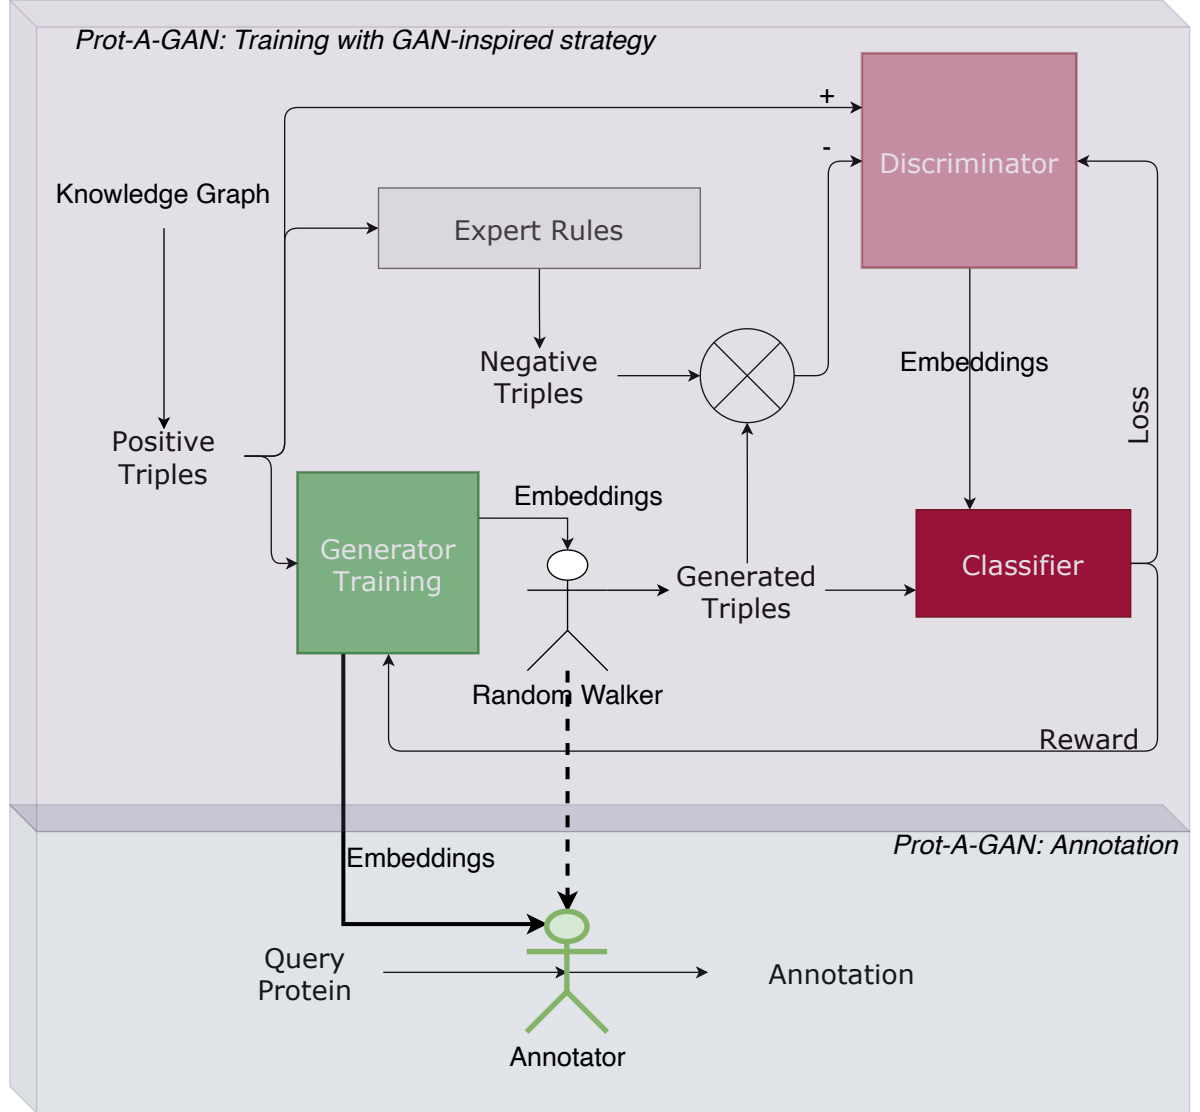 Prot-A-GAN: Training with GAN-inspired strategy
+
-
Discriminator
Knowledge Graph
Expert Rules
Negative
Triples
Embeddings
Loss
Positive
Triples
Embeddings
Generator
Training
Generated
Triples
Classifier
Random Walker
Reward
Prot-A-GAN: Annotation
Embeddings
Query
Protein
Annotation
Annotator